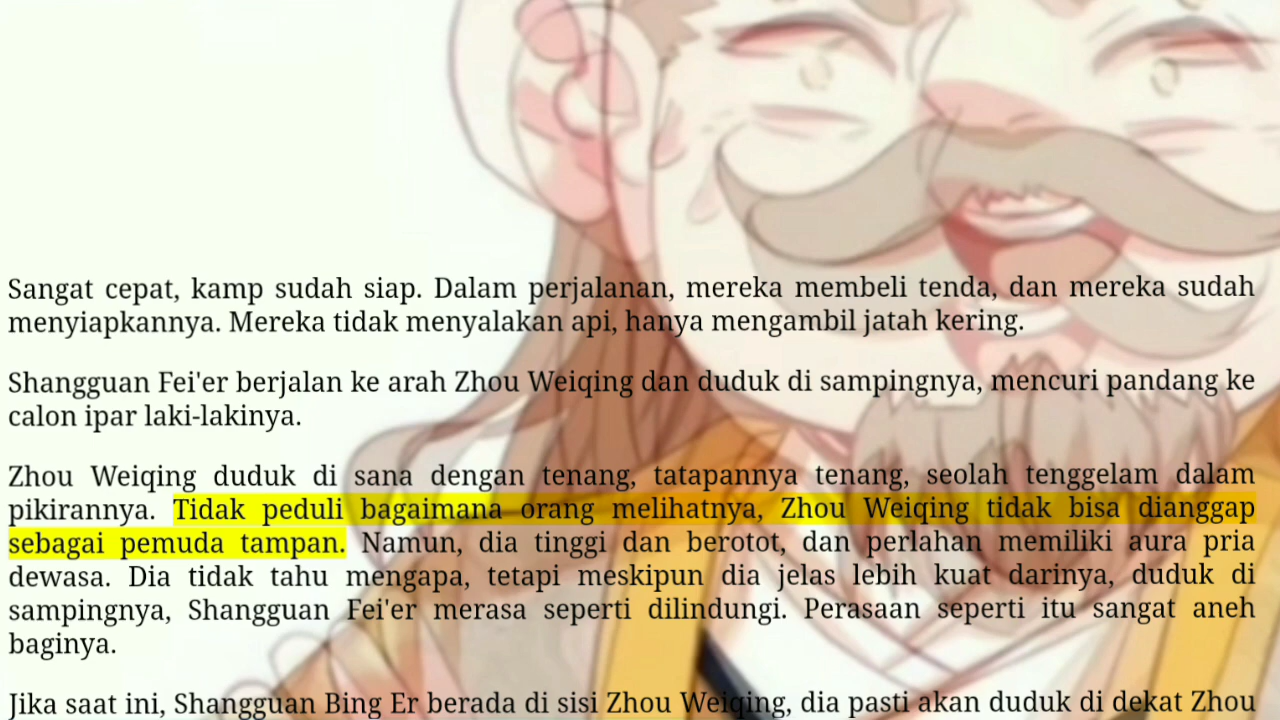 Sangat cepat, kamp sudah siap. Dalam perjalanan, mereka membeli tenda, dan mereka sudah
menyiapkannya. Mereka tidak menyalakan api, hanya mengambil jatah kering.
Shangguan Fei'er berjalan ke arah Zhou Weiqing dan duduk di sampingnya, mencuri pandang ke
calon ipar laki-lakinya.
Zhou Weiqing duduk di sana dengan tenang, tatapannya tenang, seolah tenggelam dalam
pikirannya. Tidak peduli bagaimana orang melihatnya, Zhou Weiqing tidak bisa dianggap
sebagai pemuda tampan. Namun, dia tinggi dan berotot, dan perlahan memiliki aura pria
dewasa. Dia tidak tahu mengapa, tetapi meskipun dia jelas lebih kuat darinya, duduk di
sampingnya, Shangguan Fei'er merasa seperti dilindungi. Perasaan seperti itu sangat aneh
baginya.
Jika saat ini, Shangguan Bing Er berada di sisi Zhou Weiqing, dia pasti akan duduk di dekat Zhou